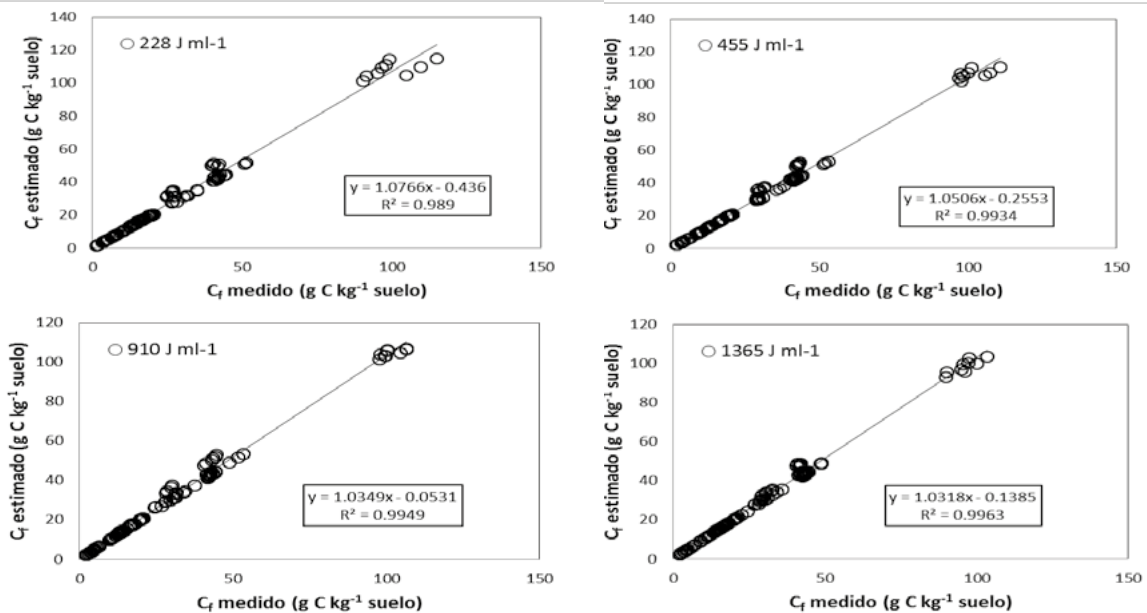 140
120
100
80
60
40
20
0
228 J ml-1
y = 1.0766x - 0.436
R² = 0.989
0 50 100 150
Cf estimado (g C kg⁻¹ suelo)
Cf medido (g C kg⁻¹ suelo)
140
120
100
80
60
40
20
0
455 J ml-1
y = 1.0506x - 0.2553
R² = 0.9934
0 50 100 150
Cf estimado (g C kg⁻¹ suelo)
Cf medido (g C kg⁻¹ suelo)
120
100
80
60
40
20
0
910 J ml-1
y = 1.0349x - 0.0531
R² = 0.9949
0 50 100 150
Cf estimado (g C kg⁻¹ suelo)
Cf medido (g C kg⁻¹ suelo)
120
100
80
60
40
20
0
1365 J ml-1
y = 1.0318x - 0.1385
R² = 0.9963
0 50 100 150
Cf estimado (g C kg⁻¹ suelo)
Cf medido (g C kg⁻¹ suelo)